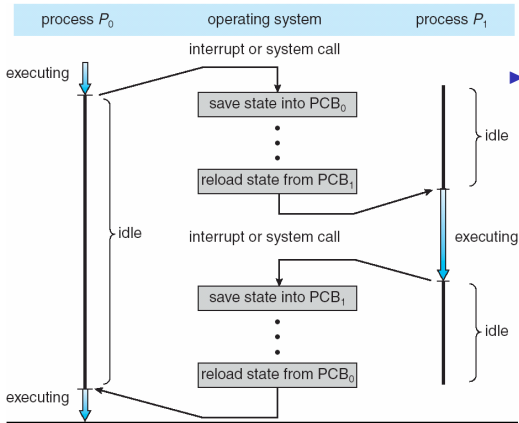 process P0 operating system process P1
interrupt or system call
executing
save state into PCB0
idle
reload state from PCB1
idle
interrupt or system call
executing
save state into PCB1
idle
reload state from PCB0
executing